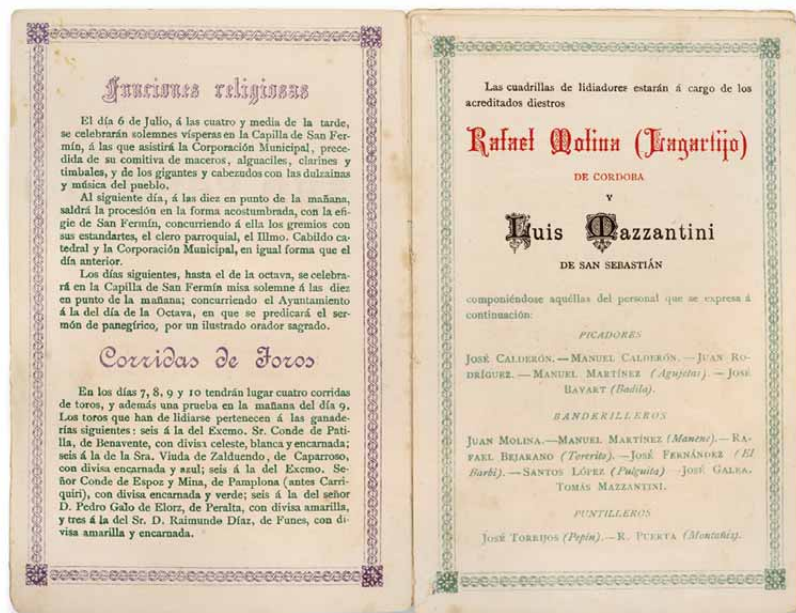 Funciones religiosas
El día 6 de Julio, á las cuatro y media de la tarde,
se celebrarán solemnes vísperas en la Capilla de San Fer-
mín, á las que asistirá la Corporación Municipal, prece-
dida de su comitiva de maceros, alguaciles, clarines y
timbales, y de los gigantes y cabezudos con las dulzainas
y música del pueblo.
Al siguiente día, á las diez en punto de la mañana,
saldrá la procesión en la forma acostumbrada, con la efi-
gie de San Fermín, concurriendo á ella los gremios con
sus estandartes, el clero parroquial, el Illmo. Cabildo ca-
tedral y la Corporación Municipal, en igual forma que el
día anterior.
Los días siguientes, hasta el de la octava, se celebra-
rá en la Capilla de San Fermín misa solemne á las diez
en punto de la mañana; concurriendo el Ayuntamiento
á la del día de la Octava, en que se predicará el ser-
món de panegírico, por un ilustrado orador sagrado.
Corridas de Toros
En los días 7, 8, 9 y 10 tendrán lugar cuatro corridas
de toros, y además una prueba en la mañana del día 9.
Los toros que han de lidiarse pertenecen á las ganade-
rías siguientes: seis á la del Excmo. Sr. Conde de Pati-
lla, de Benavente, con divisa celeste, blanca y encarnada;
seis á la de la Sra. Viuda de Zalduendo, de Caparroso,
con divisa encarnada y azul; seis á la del Excmo. Se-
ñor Conde de Espoz y Mina, de Pamplona (antes Carri-
quiri), con divisa encarnada y verde; seis á la del señor
D. Pedro Galo de Elorz, de Peralta, con divisa amarilla,
y tres á la del Sr. D. Raimundo Díaz, de Funes, con di-
visa amarilla y encarnada.
Las cuadrillas de lidiadores estarán á cargo de los
acreditados diestros
Rafael Molina (Lagartijo)
DE CORDOBA
Y
Luis Mazzantini
DE SAN SEBASTIÁN
componiéndose aquéllas del personal que se expresa á
continuación:
PICADORES
JOSÉ CALDERÓN.—MANUEL CALDERÓN.—JUAN RO-
DRÍGUEZ.—MANUEL MARTÍNEZ (Agujetas).—JOSÉ
BAYART (Badila).
BANDERILLEROS
JUAN MOLINA.—MANUEL MARTÍNEZ (Manene).—RA-
FAEL BEJARANO (Torerito).—JOSÉ FERNÁNDEZ (El
Barbi).—SANTOS LÓPEZ (Pulguita)—JOSÉ GALEA.
TOMÁS MAZZANTINI.
PUNTILLEROS
JOSÉ TORRIJOS (Pepín).—R. PUERTA (Montañés).